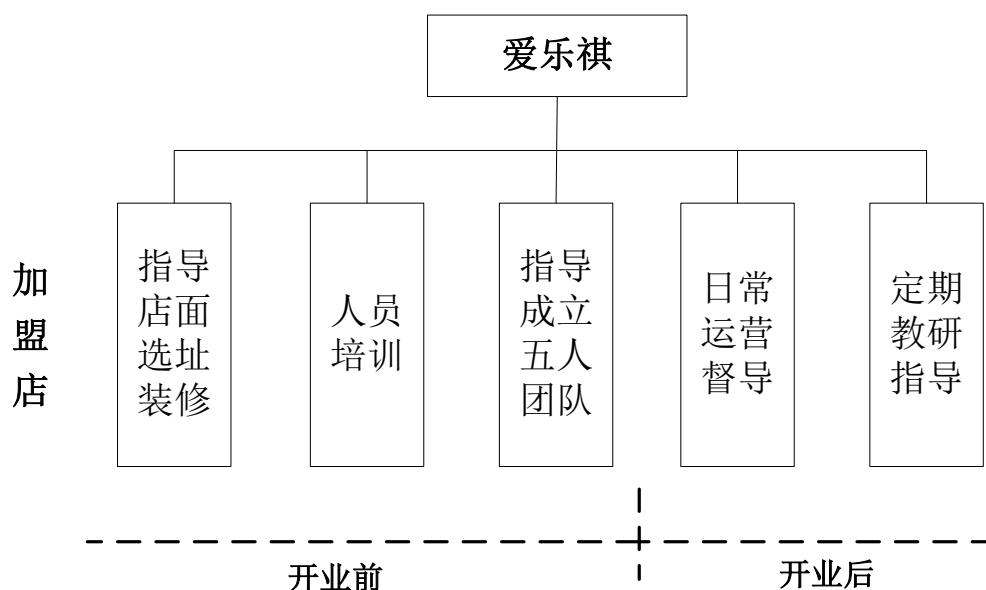 爱乐祺
加
盟
店
指导
店面
选址
装修
人员
培训
指导
成立
五人
团队
日常
运营
督导
定期
教研
指导
开业前
开业后